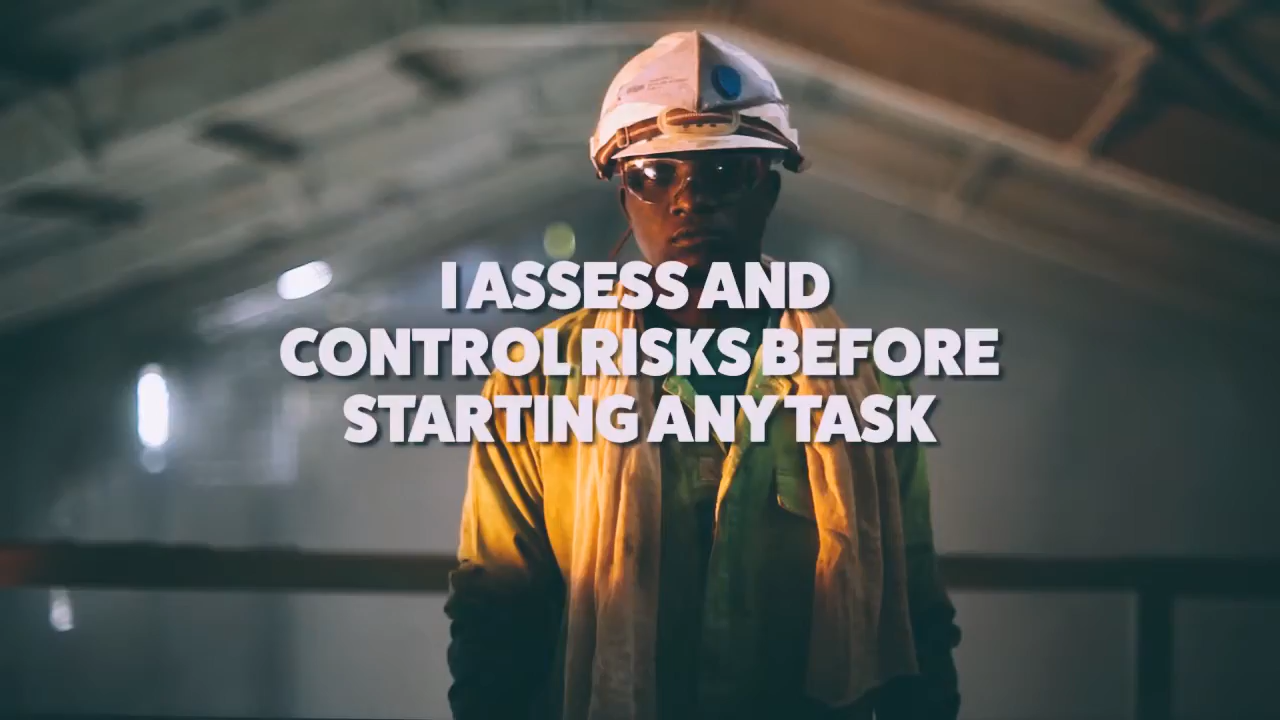 I ASSESS AND
CONTROL RISKS BEFORE
STARTING ANY TASK